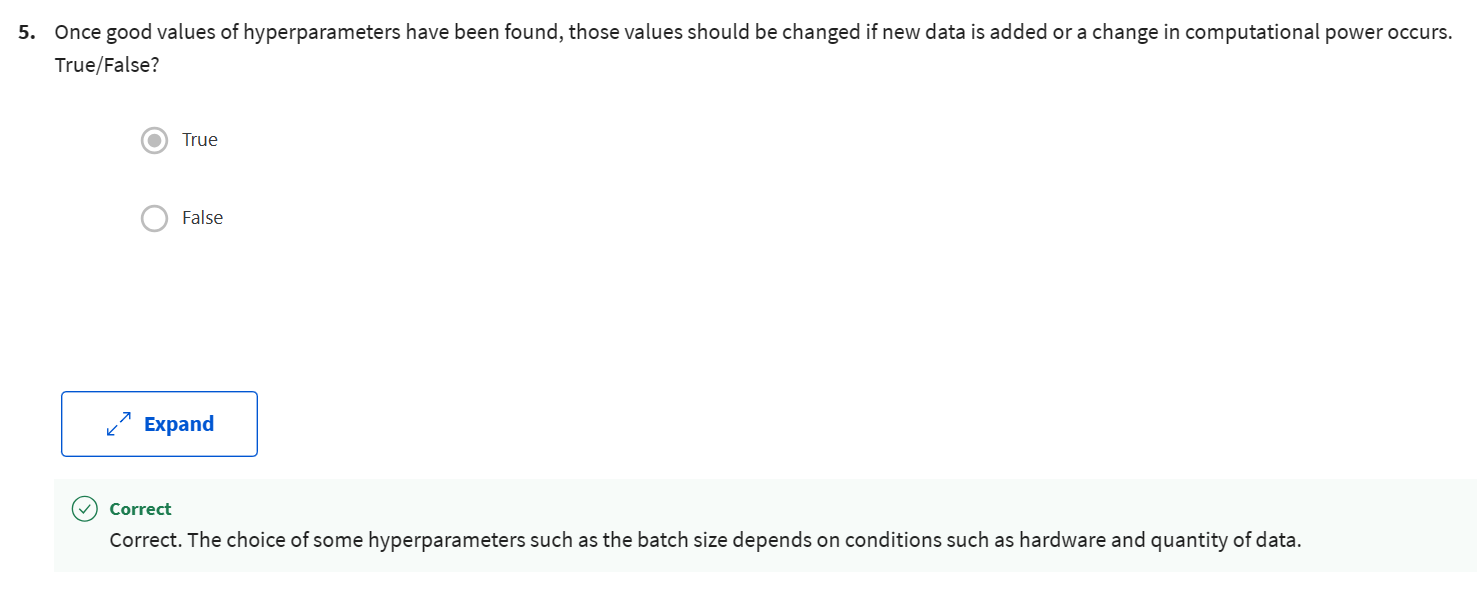 5. Once good values of hyperparameters have been found, those values should be changed if new data is added or a change in computational power occurs.
True/False?
True
False
Expand
Correct
Correct. The choice of some hyperparameters such as the batch size depends on conditions such as hardware and quantity of data.